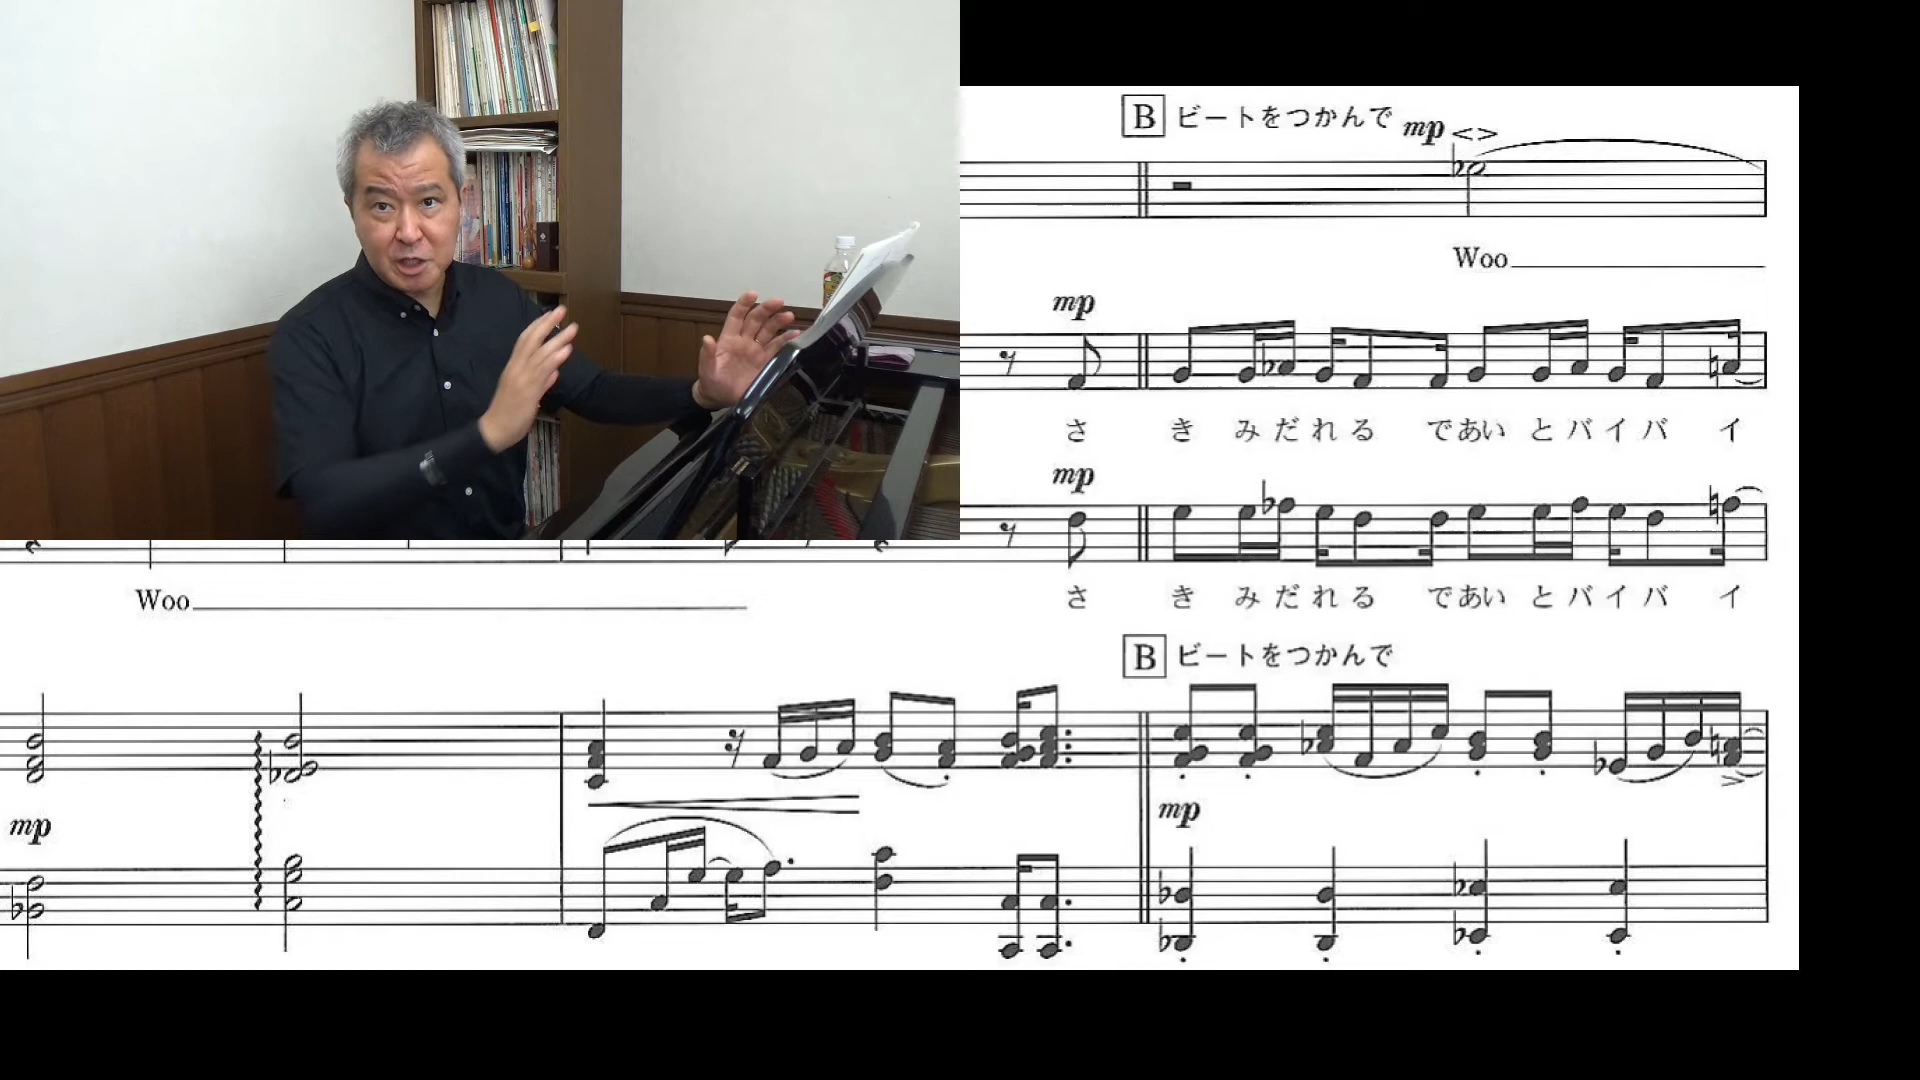 B ビートをつかんで mp
Woo
mp
さ き みだれる であい とバイバ イ
mp
さ き みだれる であい とバイバ イ
Woo
B ビートをつかんで
mp
mp